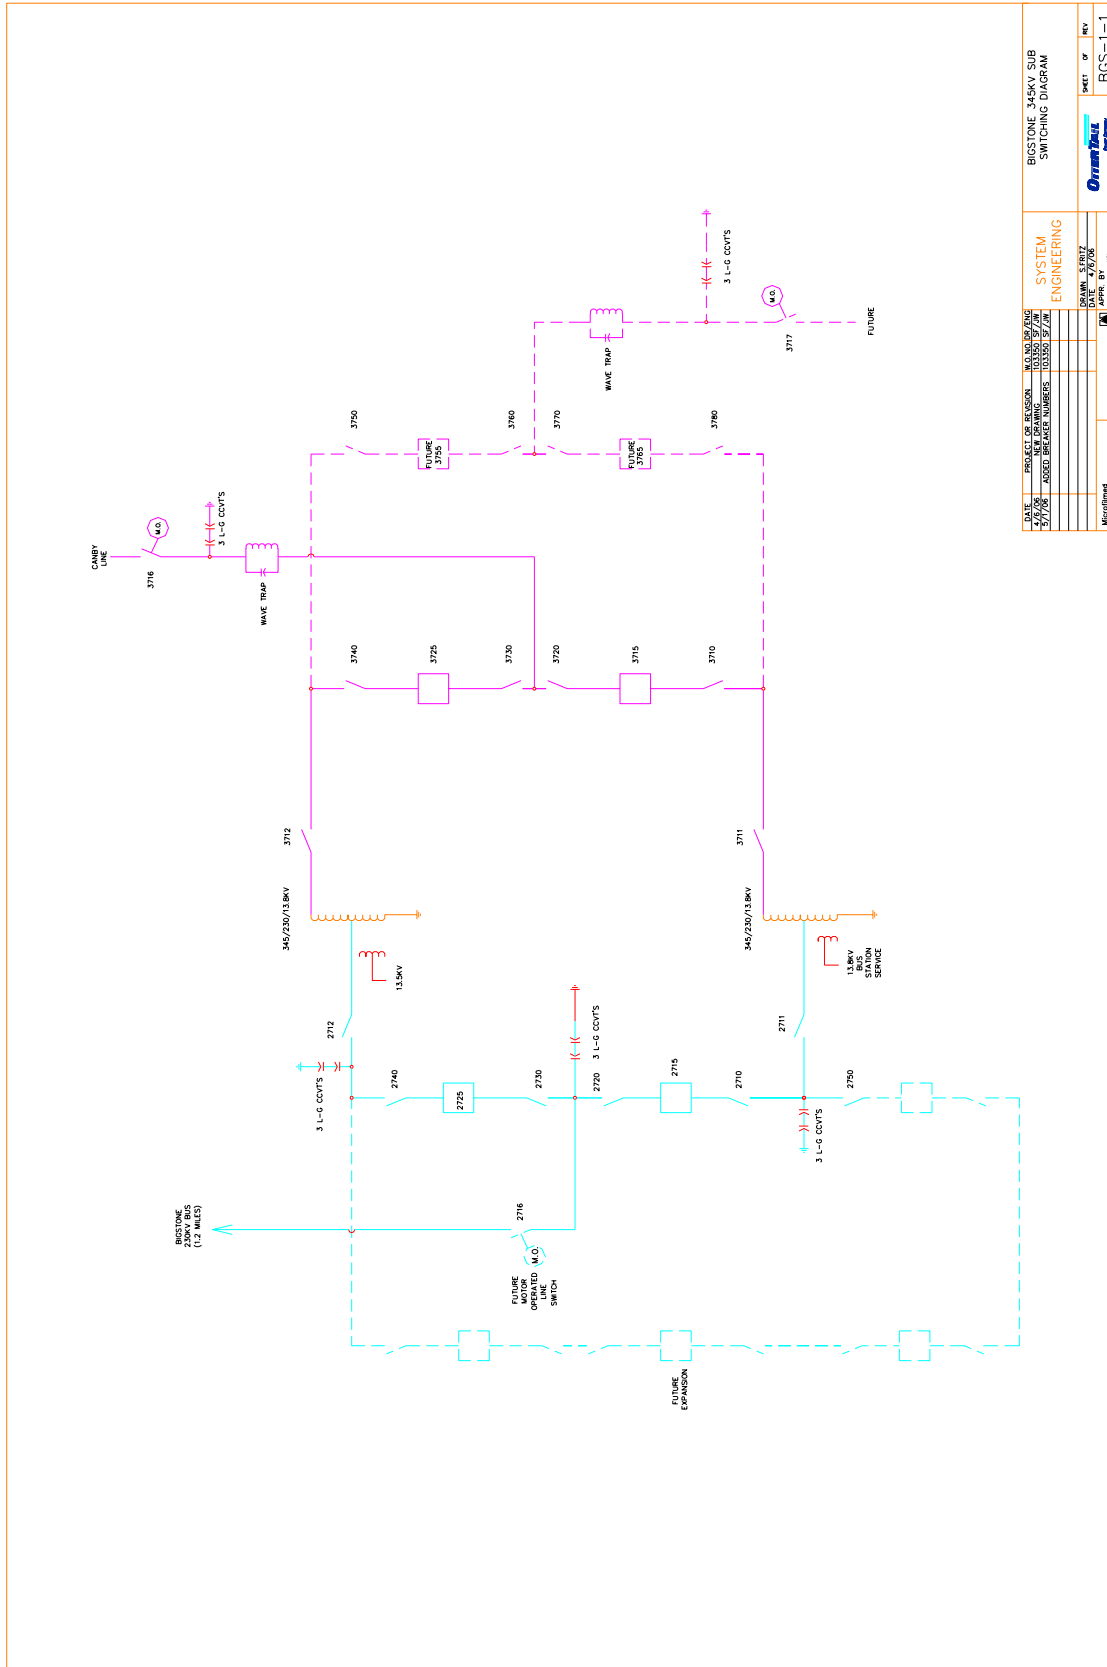 BIGSTONE 345KV SUB
SWITCHING DIAGRAM
SHEET OF REV
BGS-1-1
OTTER TAIL
SYSTEM
ENGINEERING
DRAWN S.FRITZ
DATE 4/6/06
APPR. BY
DATE PROJECT OR REVISION W.O.NO. DR/ENG
4/6/06 NEW DRAWING 103350 SF/JW
5/1/06 ADDED BREAKER NUMBERS 103350 SF/JW
Microfilmed
CANBY
LINE
3716
M.O.
3 L-G CCVT'S
WAVE TRAP
3750
FUTURE
3755
3760
3770
FUTURE
3765
3780
WAVE TRAP
3 L-G CCVT'S
M.O.
3717
FUTURE
3740
3725
3730
3720
3715
3710
3712
3711
345/230/13.8KV
345/230/13.8KV
13.5KV
13.8KV
BUS
STATION
SERVICE
2712
2711
3 L-G CCVT'S
3 L-G CCVT'S
3 L-G CCVT'S
2740
2725
2730
2720
2715
2710
2750
BIGSTONE
230KV BUS
(1.2 MILES)
2716
M.O.
FUTURE
MOTOR
OPERATED
LINE
SWITCH
FUTURE
EXPANSION